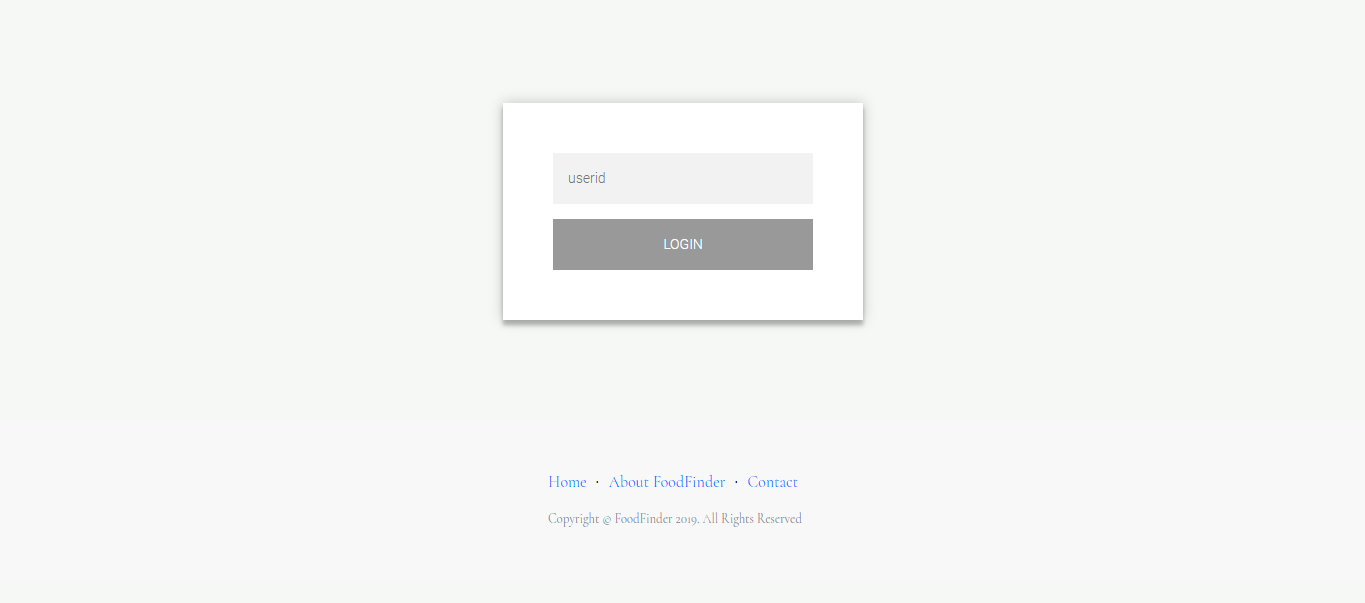 userid
LOGIN
Home · About FoodFinder · Contact
Copyright © FoodFinder 2019. All Rights Reserved